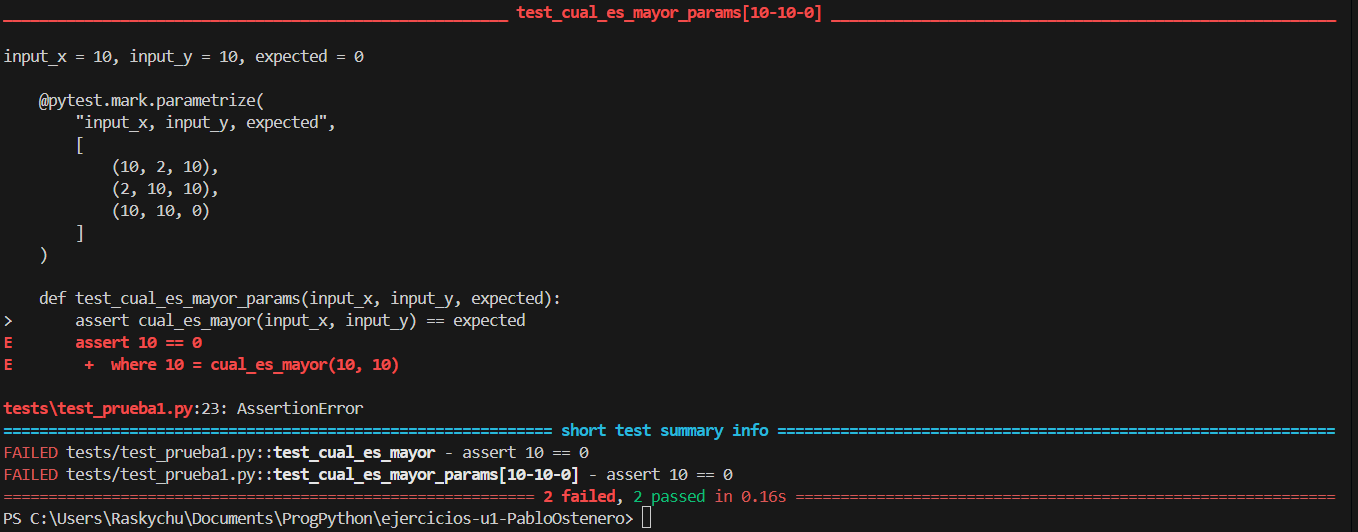 ________________________ test_cual_es_mayor_params[10-10-0] ________________________
input_x = 10, input_y = 10, expected = 0
    @pytest.mark.parametrize(
        "input_x, input_y, expected",
        [
            (10, 2, 10),
            (2, 10, 10),
            (10, 10, 0)
        ]
    )
    def test_cual_es_mayor_params(input_x, input_y, expected):
>       assert cual_es_mayor(input_x, input_y) == expected
E       assert 10 == 0
E        +  where 10 = cual_es_mayor(10, 10)
tests\test_prueba1.py:23: AssertionError
======================== short test summary info ========================
FAILED tests/test_prueba1.py::test_cual_es_mayor - assert 10 == 0
FAILED tests/test_prueba1.py::test_cual_es_mayor_params[10-10-0] - assert 10 == 0
======================== 2 failed, 2 passed in 0.16s ========================
PS C:\Users\Raskychu\Documents\ProgPython\ejercicios-u1-PabloOstenero>